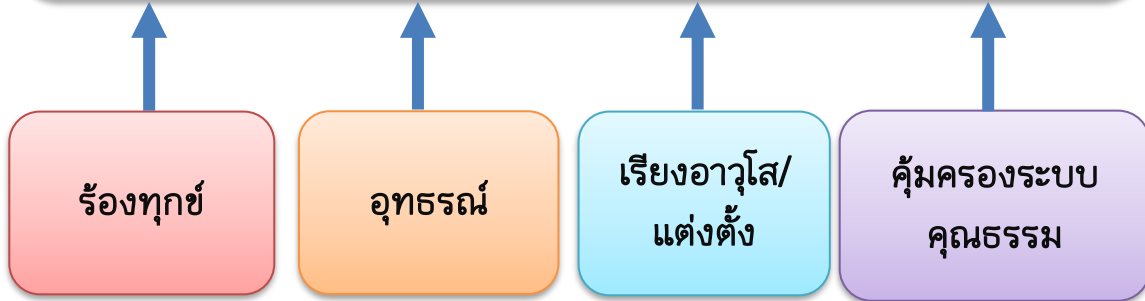 ร้องทุกข์
อุทธรณ์
เรียงอาวุโส/
แต่งตั้ง
คุ้มครองระบบ
คุณธรรม